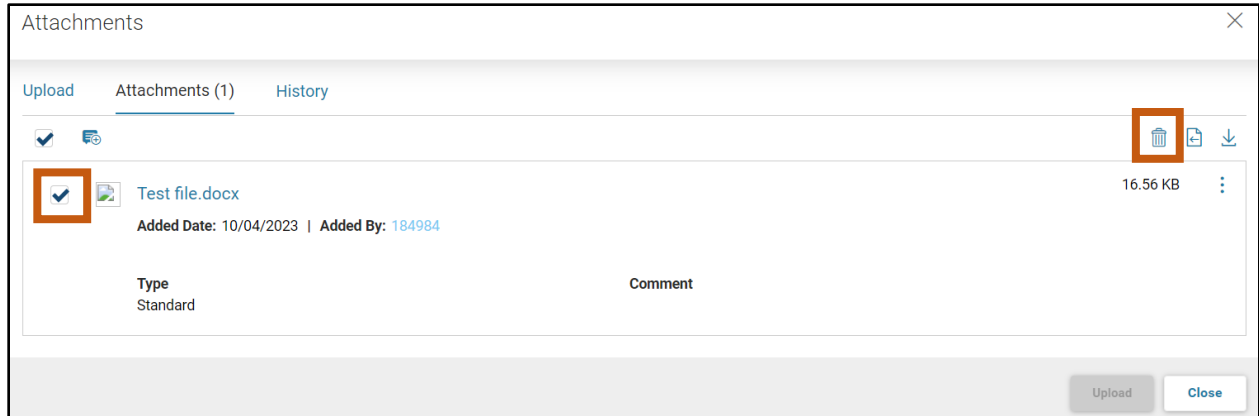 Attachments
Upload Attachments (1) History
Test file.docx 16.56 KB
Added Date: 10/04/2023 | Added By: 184984
Type Comment
Standard
Upload Close